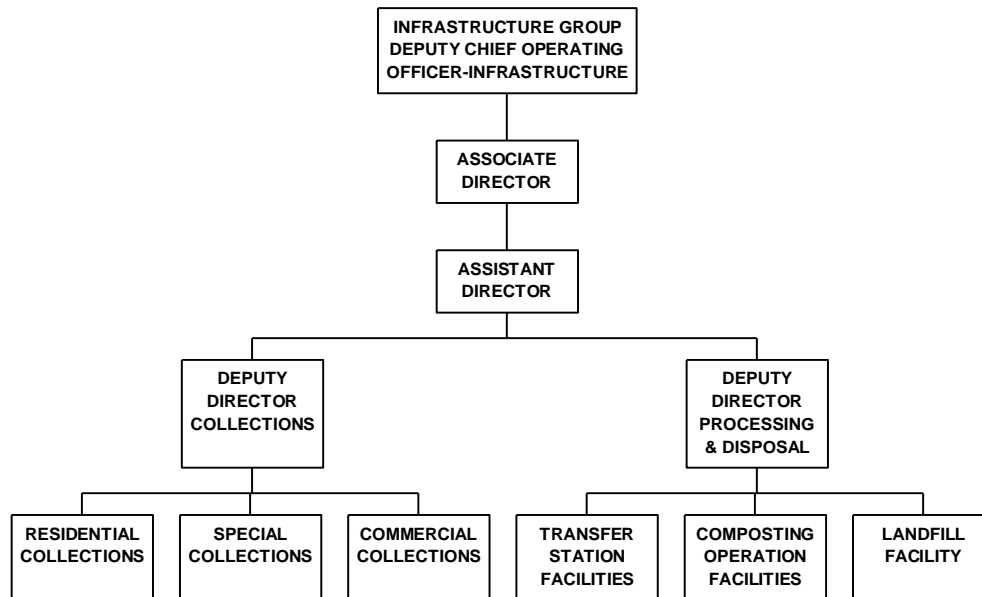 INFRASTRUCTURE GROUP
DEPUTY CHIEF OPERATING
OFFICER-INFRASTRUCTURE
ASSOCIATE
DIRECTOR
ASSISTANT
DIRECTOR
DEPUTY
DIRECTOR
COLLECTIONS
DEPUTY
DIRECTOR
PROCESSING
& DISPOSAL
RESIDENTIAL
COLLECTIONS
SPECIAL
COLLECTIONS
COMMERCIAL
COLLECTIONS
TRANSFER
STATION
FACILITIES
COMPOSTING
OPERATION
FACILITIES
LANDFILL
FACILITY